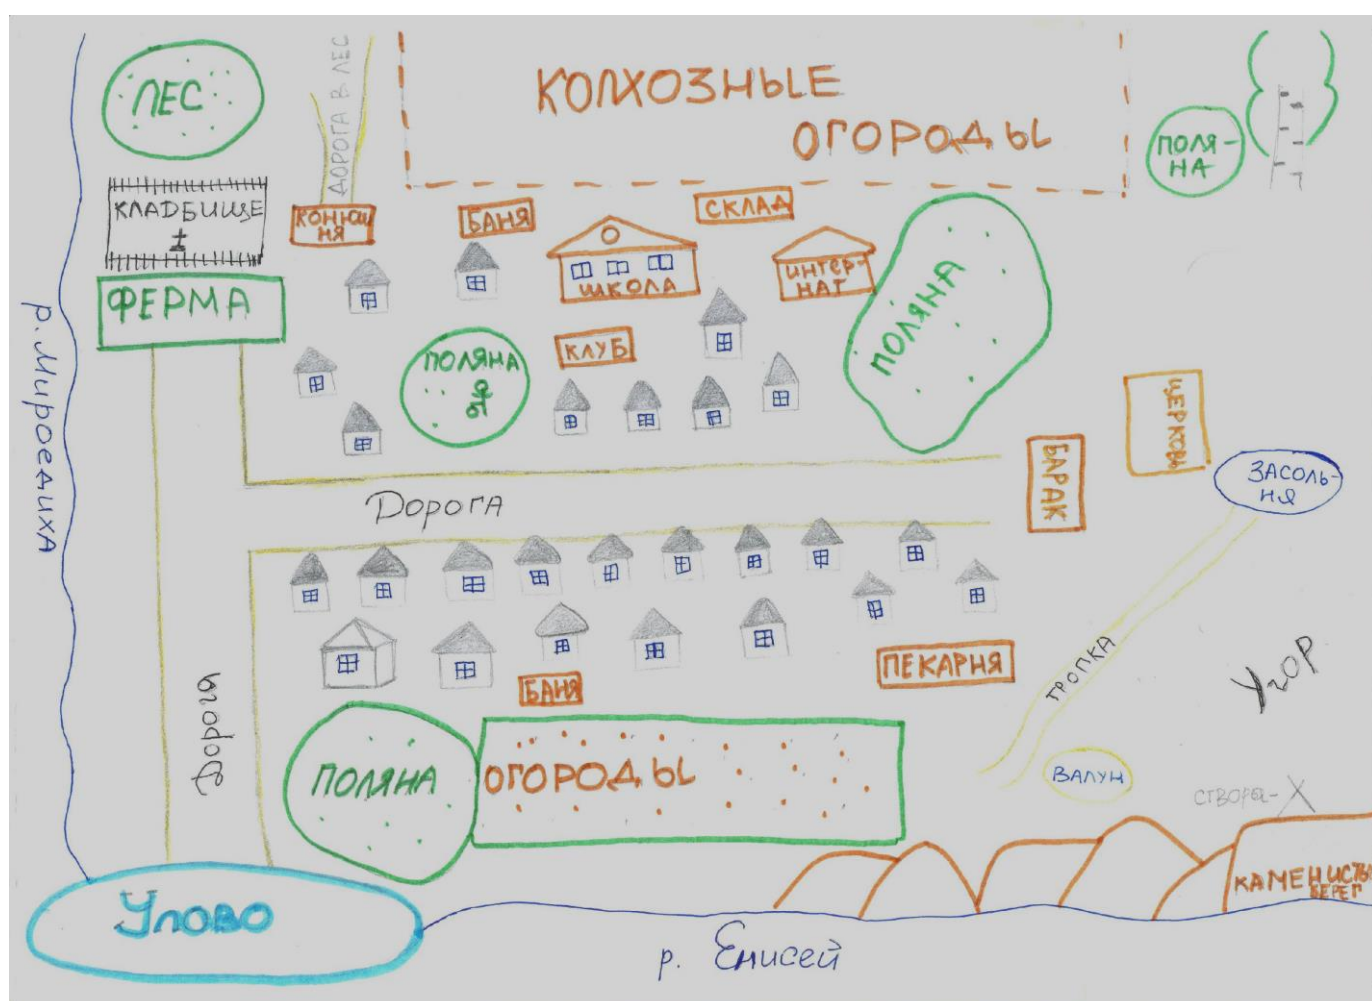 ЛЕС
ДОРОГА В ЛЕС
КОЛХОЗНЫЕ
ОГОРОДЫ
ПОЛЯ-
НА
КЛАДБИЩЕ
КОНЮШ
НЯ
БАНЯ
СКЛАД
ШКОЛА
ИНТЕР-
НАТ
ПОЛЯНА
ФЕРМА
р. Мироедиха
ПОЛЯНА
КЛУБ
ЦЕРКОВЬ
БАРАК
ЗАСОЛЬ-
НЯ
Дорога
ПЕКАРНЯ
ТРОПКА
Угор
БАНЯ
Дорога
ПОЛЯНА
ОГОРОДЫ
ВАЛУН
СТВОРЫ-
КАМЕНИСТЫ
БЕРЕГ
Улово
р. Енисей